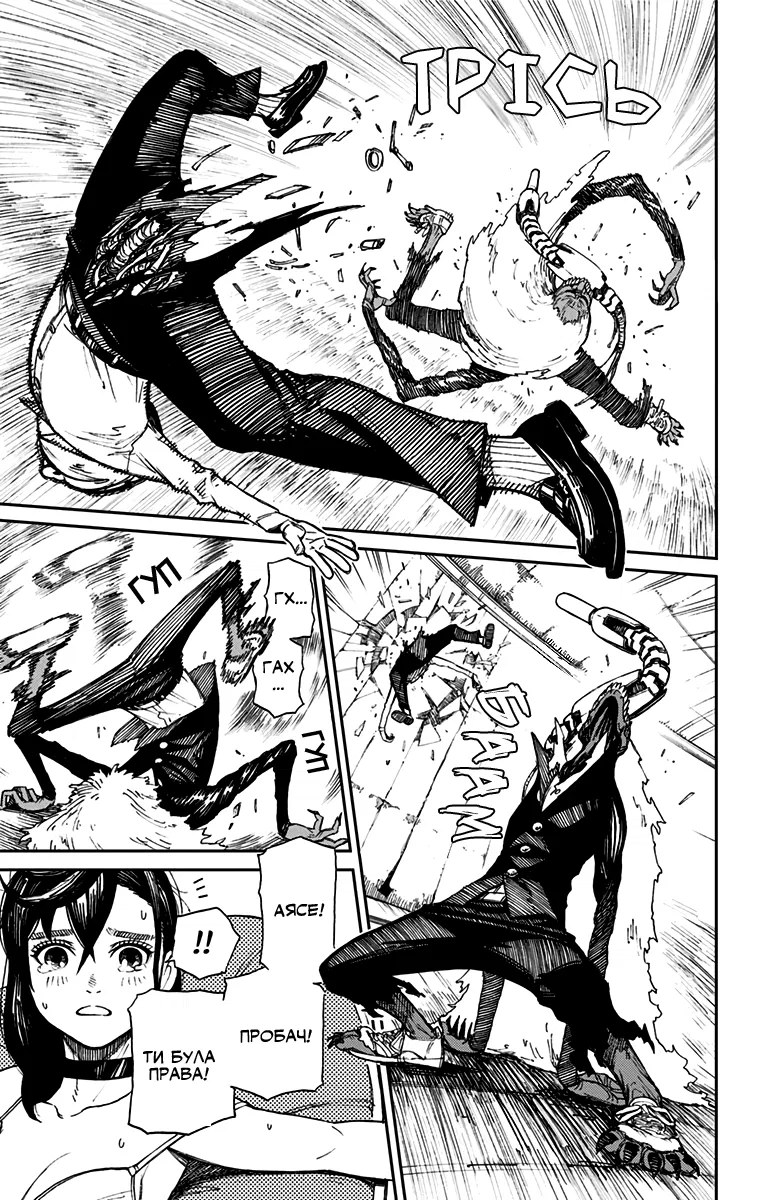 ТРІСЬ
БААМ
ГХ...
ГАХ
...
ГУП
ГУП
АЯСЕ!
!!
ПРОБАЧ!
ТИ БУЛА
ПРАВА!